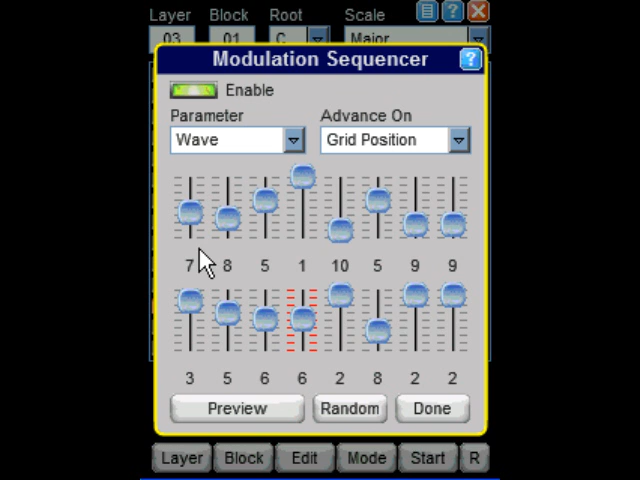 Layer Block Root Scale
03 01 C Major
Modulation Sequencer
Enable
Parameter Advance On
Wave Grid Position
7 8 5 1 10 5 9 9
3 5 6 6 2 8 2 2
Preview Random Done
Layer Block Edit Mode Start R